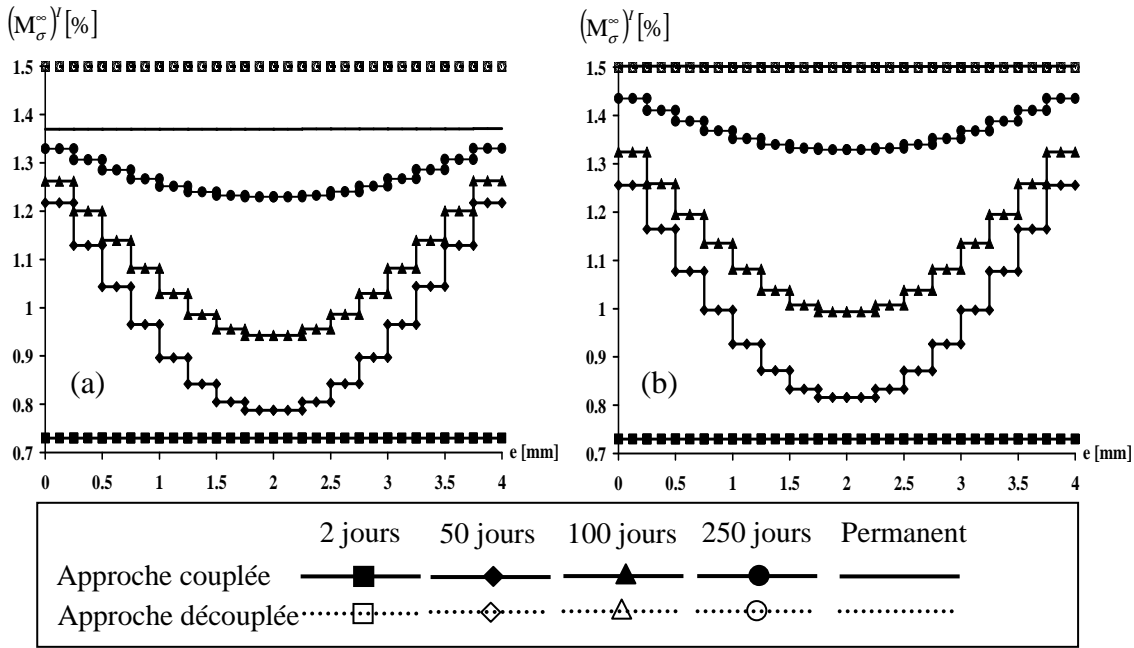 (M_σ^∞)^I [%]
1.5
1.4
1.3
1.2
1.1
1
0.9
0.8
0.7
0 0.5 1 1.5 2 2.5 3 3.5 4
e [mm]
(a)
(M_σ^∞)^I [%]
1.5
1.4
1.3
1.2
1.1
1
0.9
0.8
0.7
0 0.5 1 1.5 2 2.5 3 3.5 4
e [mm]
(b)
2 jours 50 jours 100 jours 250 jours Permanent
Approche couplée
Approche découplée